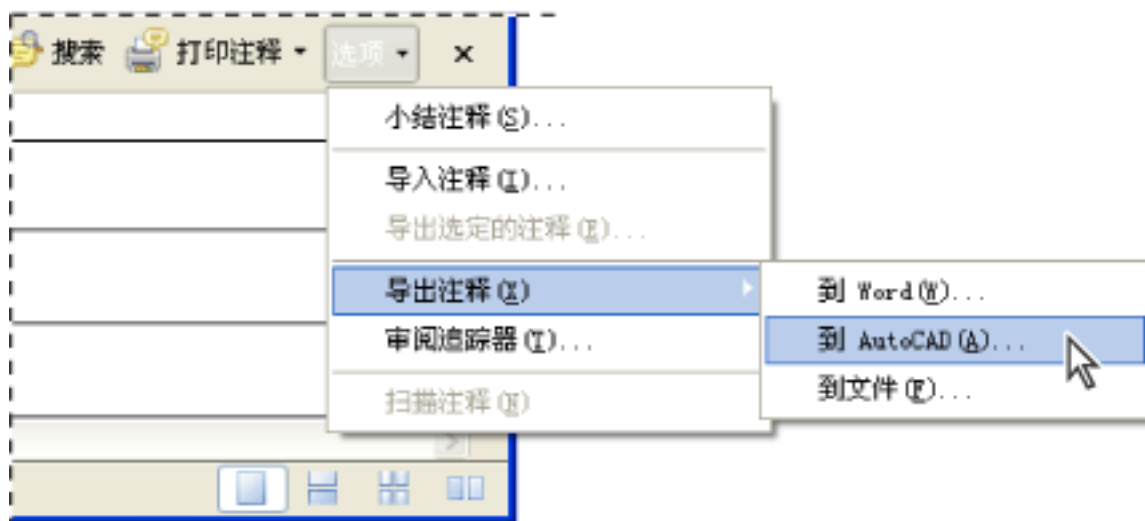 搜索 打印注释 选项
小结注释(S)...
导入注释(I)...
导出选定的注释(E)...
导出注释(X)
到 Word(W)...
审阅追踪器(T)...
到 AutoCAD(A)...
扫描注释(N)
到文件(F)...